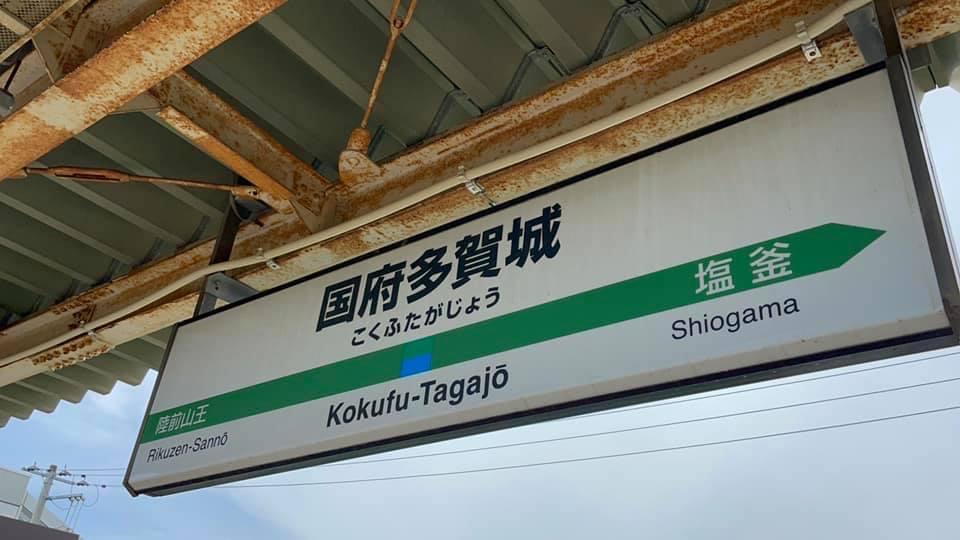 国府多賀城
こくふたがじょう
塩釜
陸前山王
Kokufu-Tagajō
Shiogama
Rikuzen-Sannō